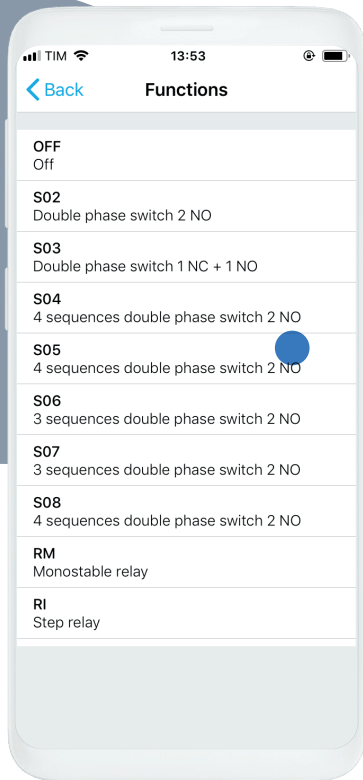 TIM 13:53
Back Functions
OFF
Off
S02
Double phase switch 2 NO
S03
Double phase switch 1 NC + 1 NO
S04
4 sequences double phase switch 2 NO
S05
4 sequences double phase switch 2 NO
S06
3 sequences double phase switch 2 NO
S07
3 sequences double phase switch 2 NO
S08
4 sequences double phase switch 2 NO
RM
Monostable relay
RI
Step relay